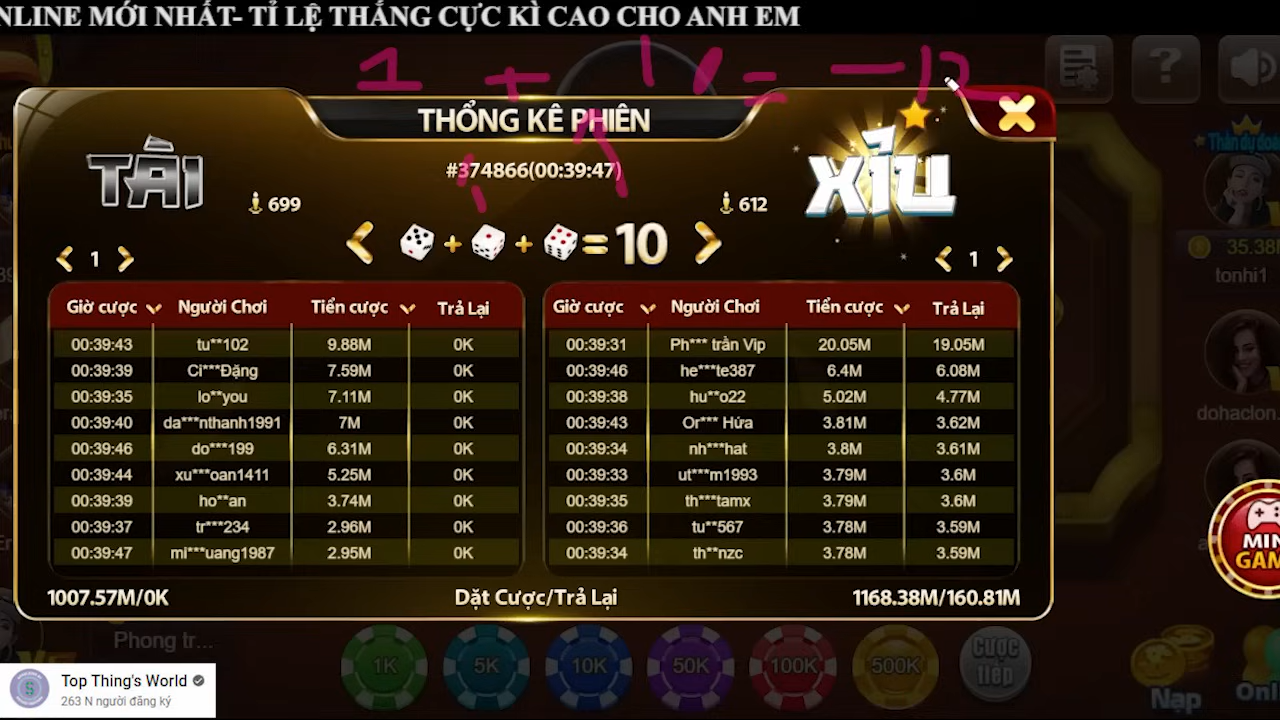 NLINE MỚI NHẤT- TỈ LỆ THẮNG CỰC KÌ CAO CHO ANH EM
THỐNG KÊ PHIÊN
TÀI
#374866(00:39:47)
XỈU
699
612
+ + = 10
1
1
Giờ cược Người Chơi Tiền cược Trả Lại
00:39:43 tu**102 9.88M 0K
00:39:39 Ci***Đặng 7.59M 0K
00:39:35 lo**you 7.11M 0K
00:39:40 da***nthanh1991 7M 0K
00:39:46 do***199 6.31M 0K
00:39:44 xu***oan1411 5.25M 0K
00:39:39 ho**an 3.74M 0K
00:39:37 tr***234 2.96M 0K
00:39:47 mi***uang1987 2.95M 0K
Giờ cược Người Chơi Tiền cược Trả Lại
00:39:31 Ph*** trần Vip 20.05M 19.05M
00:39:46 he***te387 6.4M 6.08M
00:39:38 hu**o22 5.02M 4.77M
00:39:43 Or*** Hứa 3.81M 3.62M
00:39:34 nh***hat 3.8M 3.61M
00:39:33 ut***m1993 3.79M 3.6M
00:39:35 th***tamx 3.79M 3.6M
00:39:36 tu**567 3.78M 3.59M
00:39:34 th**nzc 3.78M 3.59M
1007.57M/0K
Dặt Cược/Trả Lại
1168.38M/160.81M
35.38
tonhi1
dohaclon
MIN
GAM
Phong tr...
1K
5K
10K
50K
100K
500K
cược
tiếp
Nạp
Onl
Top Thing's World
263 N người đăng ký